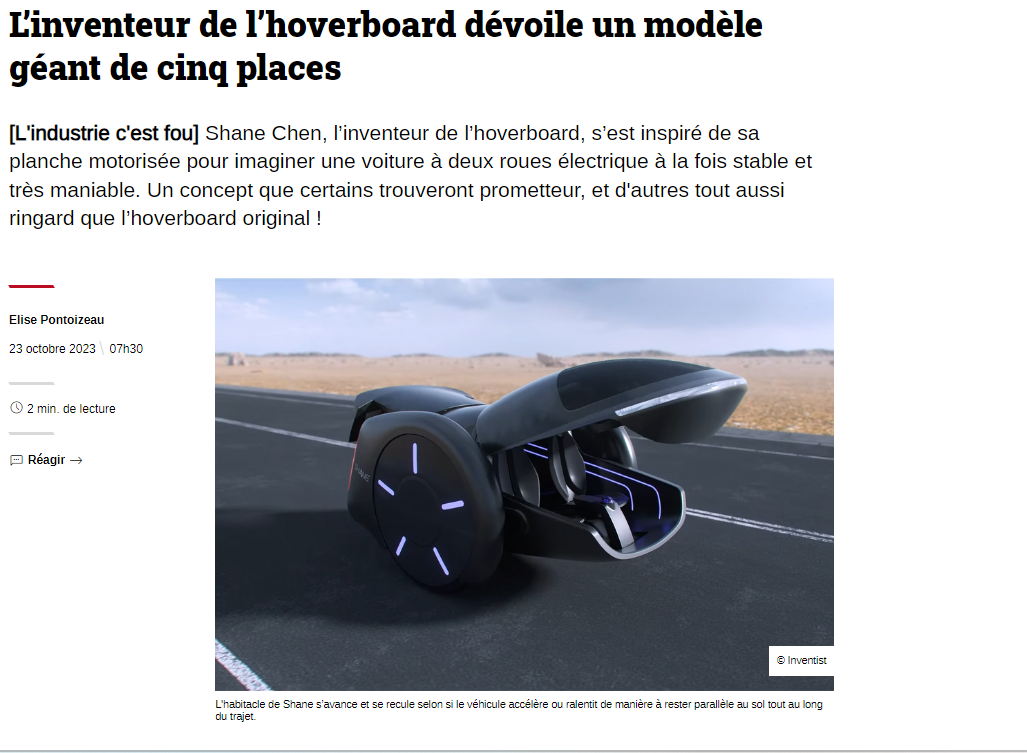 L’inventeur de l’hoverboard dévoile un modèle
géant de cinq places
[L'industrie c'est fou] Shane Chen, l’inventeur de l’hoverboard, s’est inspiré de sa
planche motorisée pour imaginer une voiture à deux roues électrique à la fois stable et
très maniable. Un concept que certains trouveront prometteur, et d'autres tout aussi
ringard que l’hoverboard original !
Elise Pontoizeau
23 octobre 2023 \ 07h30
2 min. de lecture
Réagir
SHANE
© Inventist
L'habitacle de Shane s’avance et se recule selon si le véhicule accélère ou ralentit de manière à rester parallèle au sol tout au long
du trajet.